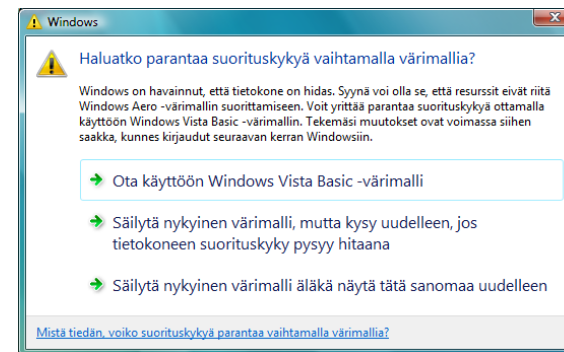 Windows
Haluatko parantaa suorituskykyä vaihtamalla värimallia?
Windows on havainnut, että tietokone on hidas. Syynä voi olla se, että resurssit eivät riitä
Windows Aero -värimallin suorittamiseen. Voit yrittää parantaa suorituskykyä ottamalla
käyttöön Windows Vista Basic -värimallin. Tekemäsi muutokset ovat voimassa siihen
saakka, kunnes kirjaudut seuraavan kerran Windowsiin.
Ota käyttöön Windows Vista Basic -värimalli
Säilytä nykyinen värimalli, mutta kysy uudelleen, jos
tietokoneen suorituskyky pysyy hitaana
Säilytä nykyinen värimalli äläkä näytä tätä sanomaa uudelleen
Mistä tiedän, voiko suorituskykyä parantaa vaihtamalla värimallia?